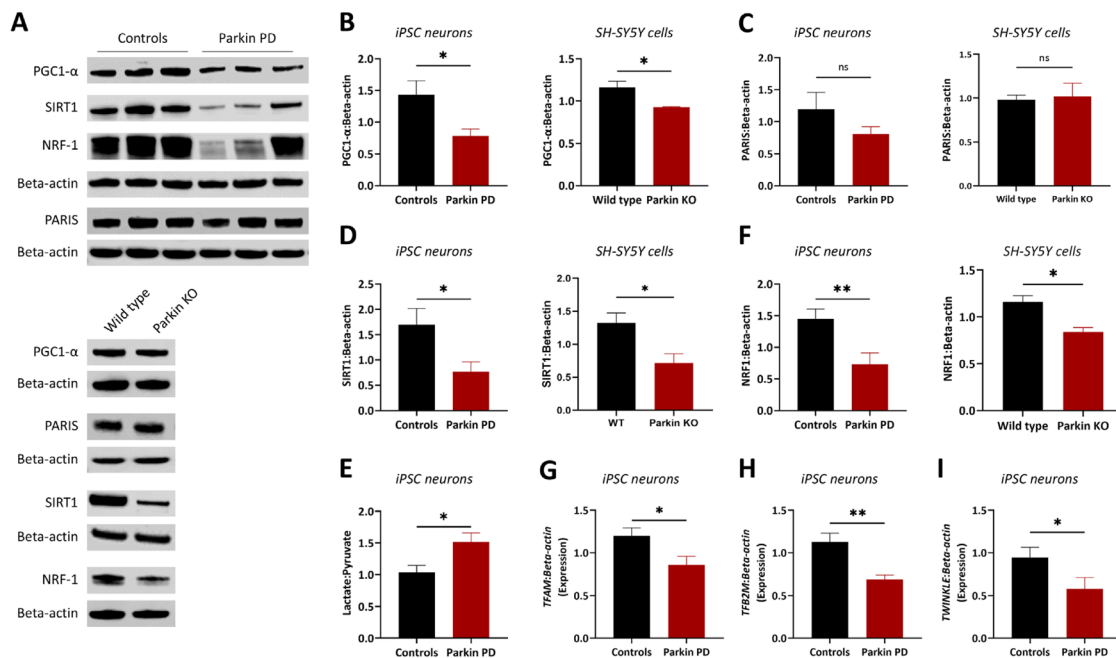 A
Controls Parkin PD
PGC1-α
SIRT1
NRF-1
Beta-actin
PARIS
Beta-actin
Wild type Parkin KO
PGC1-α
Beta-actin
PARIS
Beta-actin
SIRT1
Beta-actin
NRF-1
Beta-actin
B
iPSC neurons
PGC1-α:Beta-actin
2.0
1.5
1.0
0.5
0.0
*
Controls Parkin PD
SH-SY5Y cells
PGC1-α:Beta-actin
1.5
1.0
0.5
0.0
*
Wild type Parkin KO
C
iPSC neurons
PARIS:Beta-actin
2.0
1.5
1.0
0.5
0.0
ns
Controls Parkin PD
SH-SY5Y cells
PARIS:Beta-actin
1.5
1.0
0.5
0.0
ns
Wild type Parkin KO
D
iPSC neurons
SIRT1:Beta-actin
2.5
2.0
1.5
1.0
0.5
0.0
*
Controls Parkin PD
SH-SY5Y cells
SIRT1:Beta-actin
2.0
1.5
1.0
0.5
0.0
*
WT Parkin KO
F
iPSC neurons
NRF1:Beta-actin
2.0
1.5
1.0
0.5
0.0
**
Controls Parkin PD
SH-SY5Y cells
NRF1:Beta-actin
1.5
1.0
0.5
0.0
*
Wild type Parkin KO
E
iPSC neurons
Lactate:Pyruvate
2.0
1.5
1.0
0.5
0.0
*
Controls Parkin PD
G
iPSC neurons
TFAM:Beta-actin
(Expression)
1.5
1.0
0.5
0.0
*
Controls Parkin PD
H
iPSC neurons
TFB2M:Beta-actin
(Expression)
1.5
1.0
0.5
0.0
**
Controls Parkin PD
I
iPSC neurons
TWINKLE:Beta-actin
(Expression)
1.5
1.0
0.5
0.0
*
Controls Parkin PD